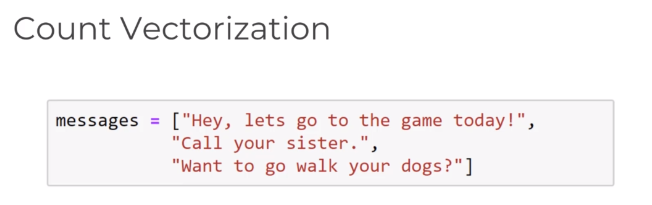 Count Vectorization
messages = ["Hey, lets go to the game today!",
"Call your sister.",
"Want to go walk your dogs?"]